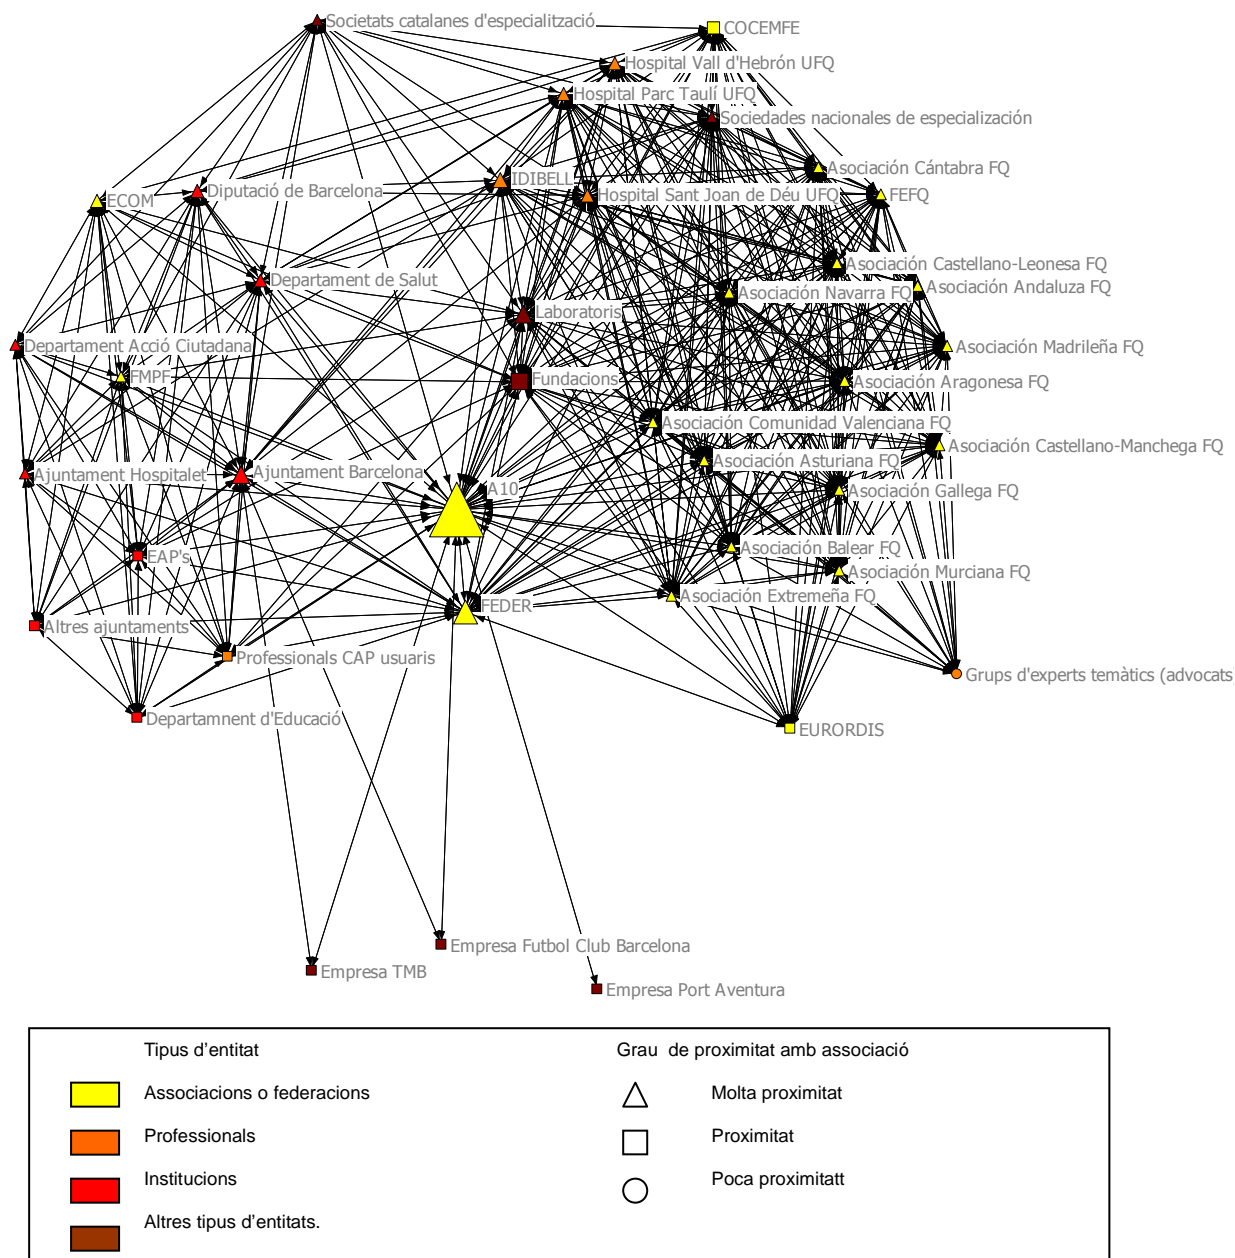 Societats catalanes d'especialització
COCEMFE
Hospital Vall d'Hebrón UFQ
Hospital Parc Taulí UFQ
Sociedades nacionales de especialización
Asociación Cántabra FQ
IDIBELL
Diputació de Barcelona
ECOM
Hospital Sant Joan de Déu UFQ
FEFQ
Asociación Castellano-Leonesa FQ
Departament de Salut
Asociación Navarra FQ
Asociación Andaluza FQ
Laboratoris
Departament Acció Ciutadana
Asociación Madrileña FQ
FMPF
Fundacions
Asociación Aragonesa FQ
Asociación Comunidad Valenciana FQ
Asociación Castellano-Manchega FQ
Asociación Asturiana FQ
Ajuntament Hospitalet
Ajuntament Barcelona
A10
Asociación Gallega FQ
Asociación Balear FQ
EAP's
Asociación Murciana FQ
Asociación Extremeña FQ
FEDER
Altres ajuntaments
Professionals CAP usuaris
Grups d'experts temàtics (advocats
Departamnent d'Educació
EURORDIS
Empresa Futbol Club Barcelona
Empresa TMB
Empresa Port Aventura
Tipus d’entitat
Grau de proximitat amb associació
Associacions o federacions
Molta proximitat
Professionals
Proximitat
Institucions
Poca proximitatt
Altres tipus d’entitats.